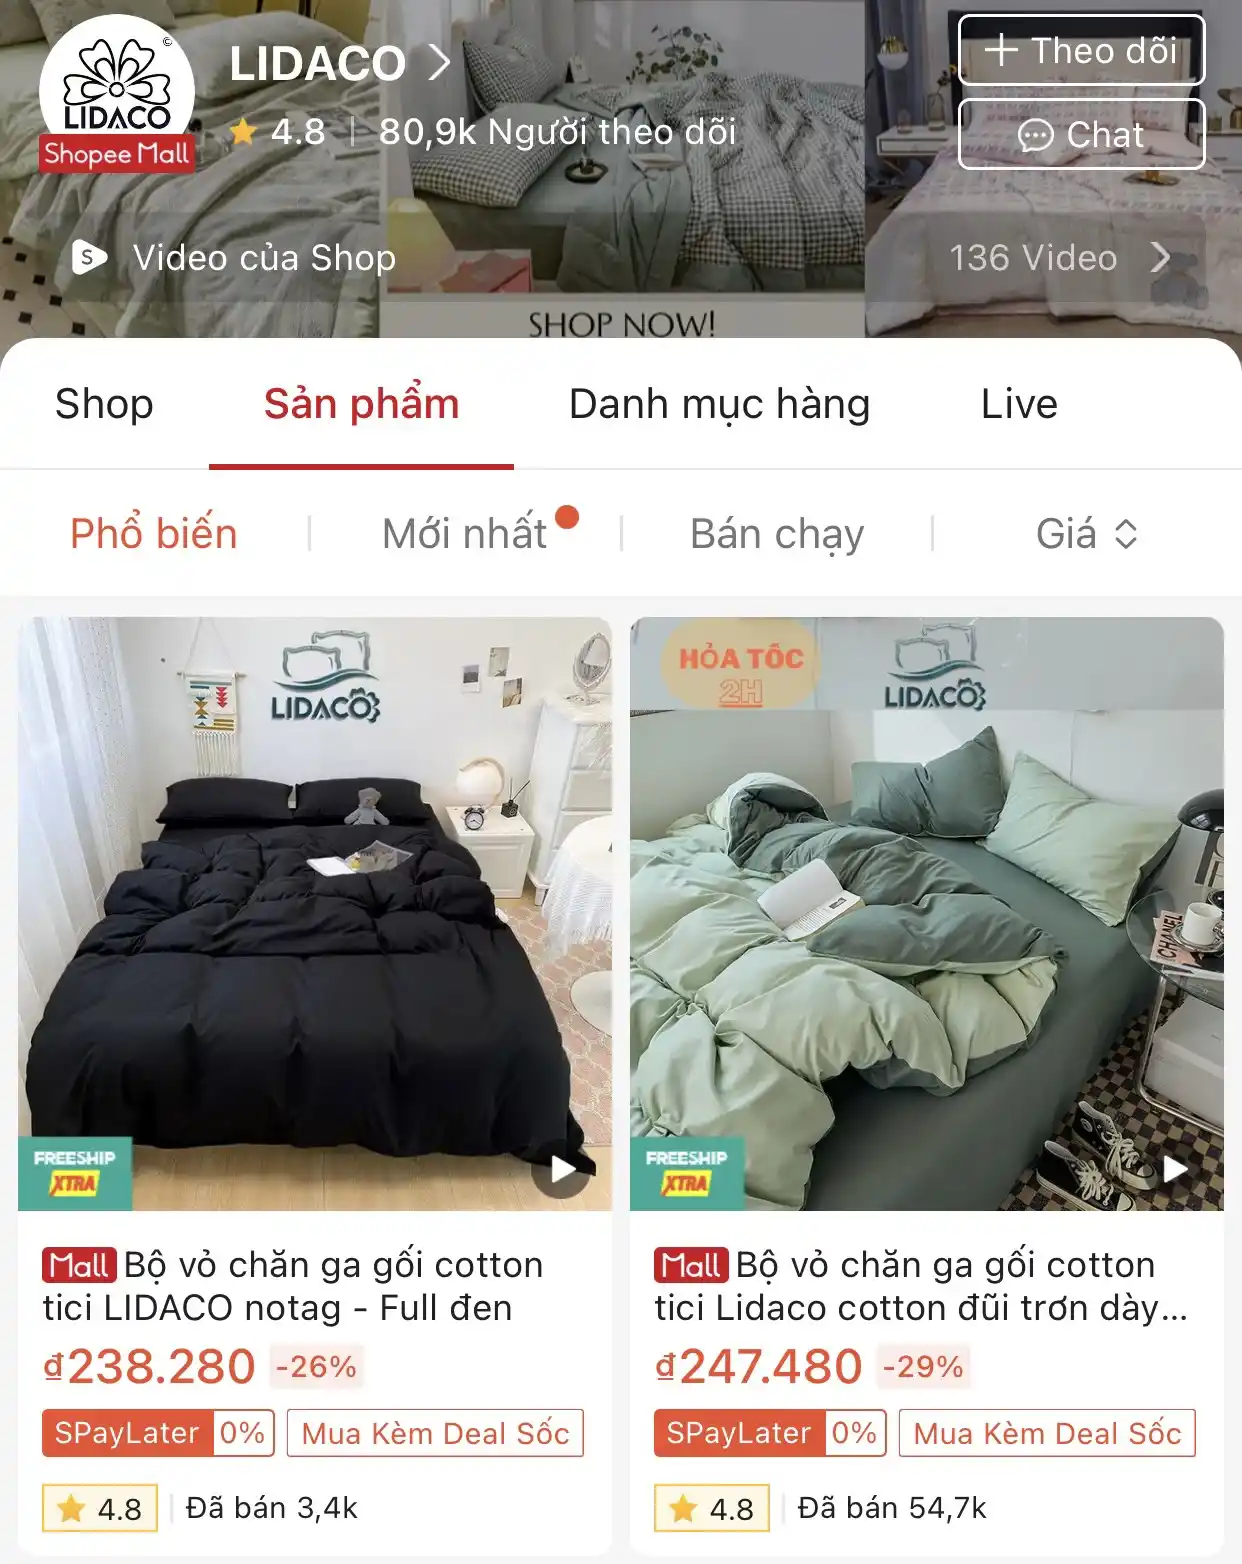 ©
LIDACO
Shopee Mall
LIDACO
4.8 | 80,9k Người theo dõi
Theo dõi
Chat
S Video của Shop
136 Video
SHOP NOW!
Shop
Sản phẩm
Danh mục hàng
Live
Phổ biến
Mới nhất
Bán chạy
Giá
LIDACO
FREESHIP
XTRA
Mall Bộ vỏ chăn ga gối cotton
tici LIDACO notag - Full đen
₫238.280 -26%
SPayLater 0% Mua Kèm Deal Sốc
4.8 Đã bán 3,4k
HỎA TỐC
2H
LIDACO
CHANEL
FREESHIP
XTRA
Mall Bộ vỏ chăn ga gối cotton
tici Lidaco cotton đũi trơn dày...
₫247.480 -29%
SPayLater 0% Mua Kèm Deal Sốc
4.8 Đã bán 54,7k